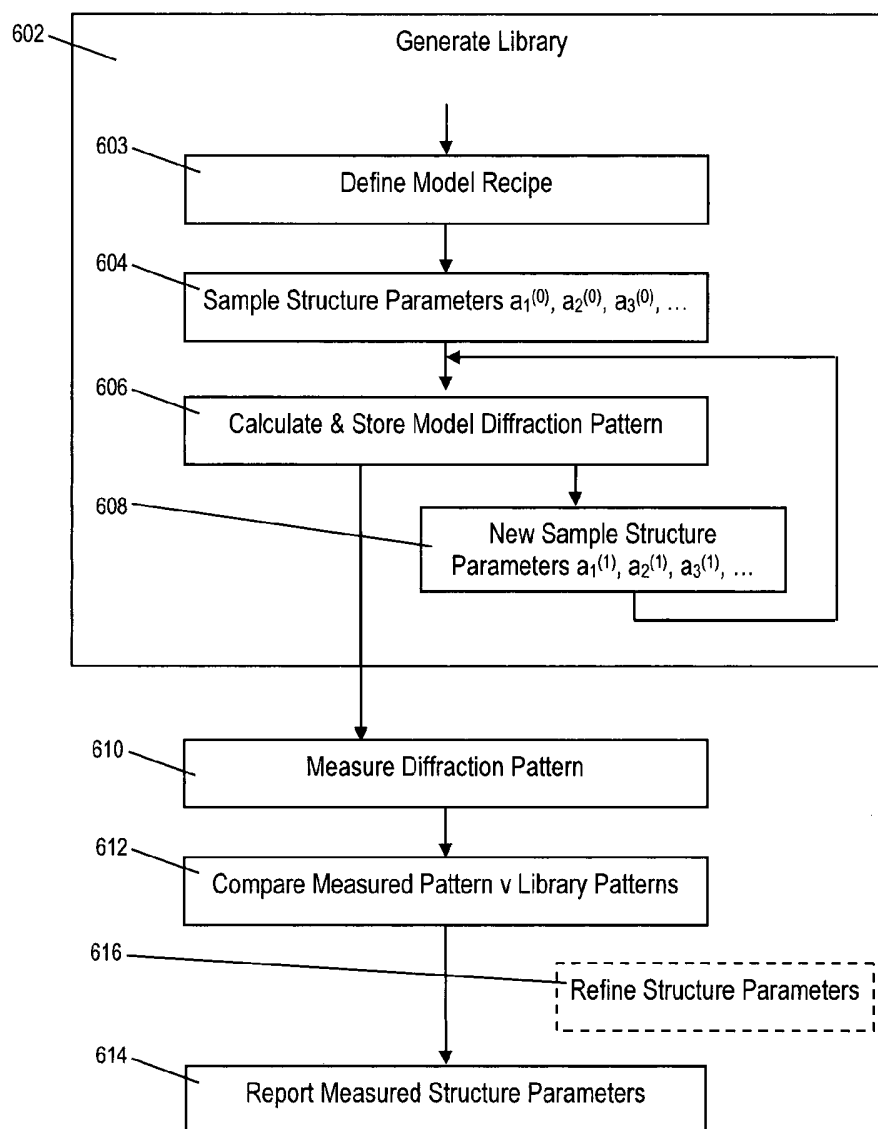 602
Generate Library
603
Define Model Recipe
604
Sample Structure Parameters a₁⁽⁰⁾, a₂⁽⁰⁾, a₃⁽⁰⁾, ...
606
Calculate & Store Model Diffraction Pattern
608
New Sample Structure
Parameters a₁⁽¹⁾, a₂⁽¹⁾, a₃⁽¹⁾, ...
610
Measure Diffraction Pattern
612
Compare Measured Pattern v Library Patterns
616
Refine Structure Parameters
614
Report Measured Structure Parameters